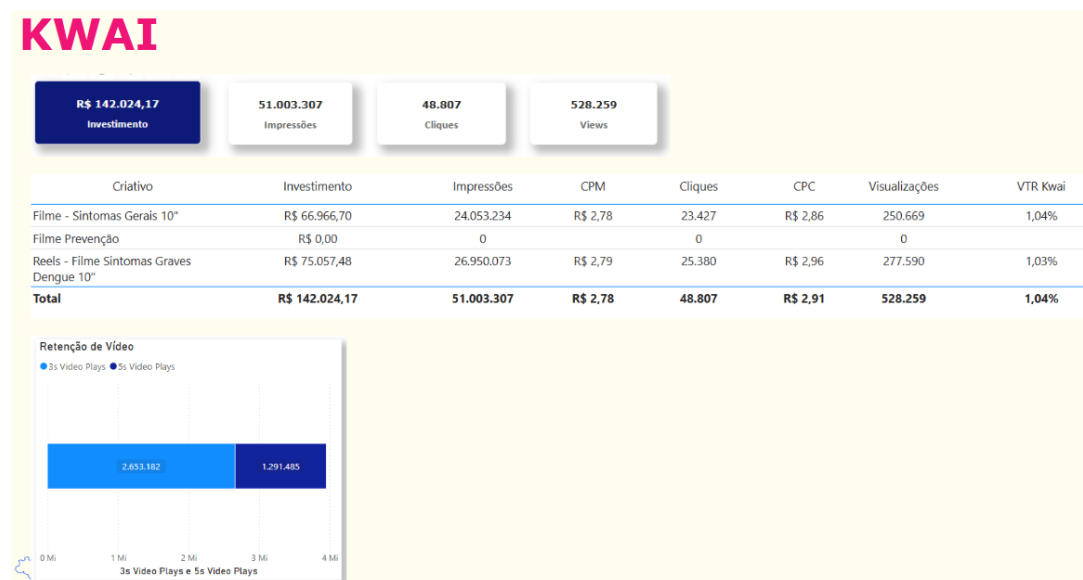 KWAI
R$ 142.024,17
Investimento
51.003.307
Impressões
48.807
Cliques
528.259
Views
Criativo Investimento Impressões CPM Cliques CPC Visualizações VTR Kwai
Filme - Sintomas Gerais 10" R$ 66.966,70 24.053.234 R$ 2,78 23.427 R$ 2,86 250.669 1,04%
Filme Prevenção R$ 0,00 0 0 0
Reels - Filme Sintomas Graves R$ 75.057,48 26.950.073 R$ 2,79 25.380 R$ 2,96 277.590 1,03%
Dengue 10"
Total R$ 142.024,17 51.003.307 R$ 2,78 48.807 R$ 2,91 528.259 1,04%
Retenção de Vídeo
3s Video Plays 5s Video Plays
2.653.182 1.291.485
0 Mi 1 Mi 2 Mi 3 Mi 4 Mi
3s Video Plays e 5s Video Plays